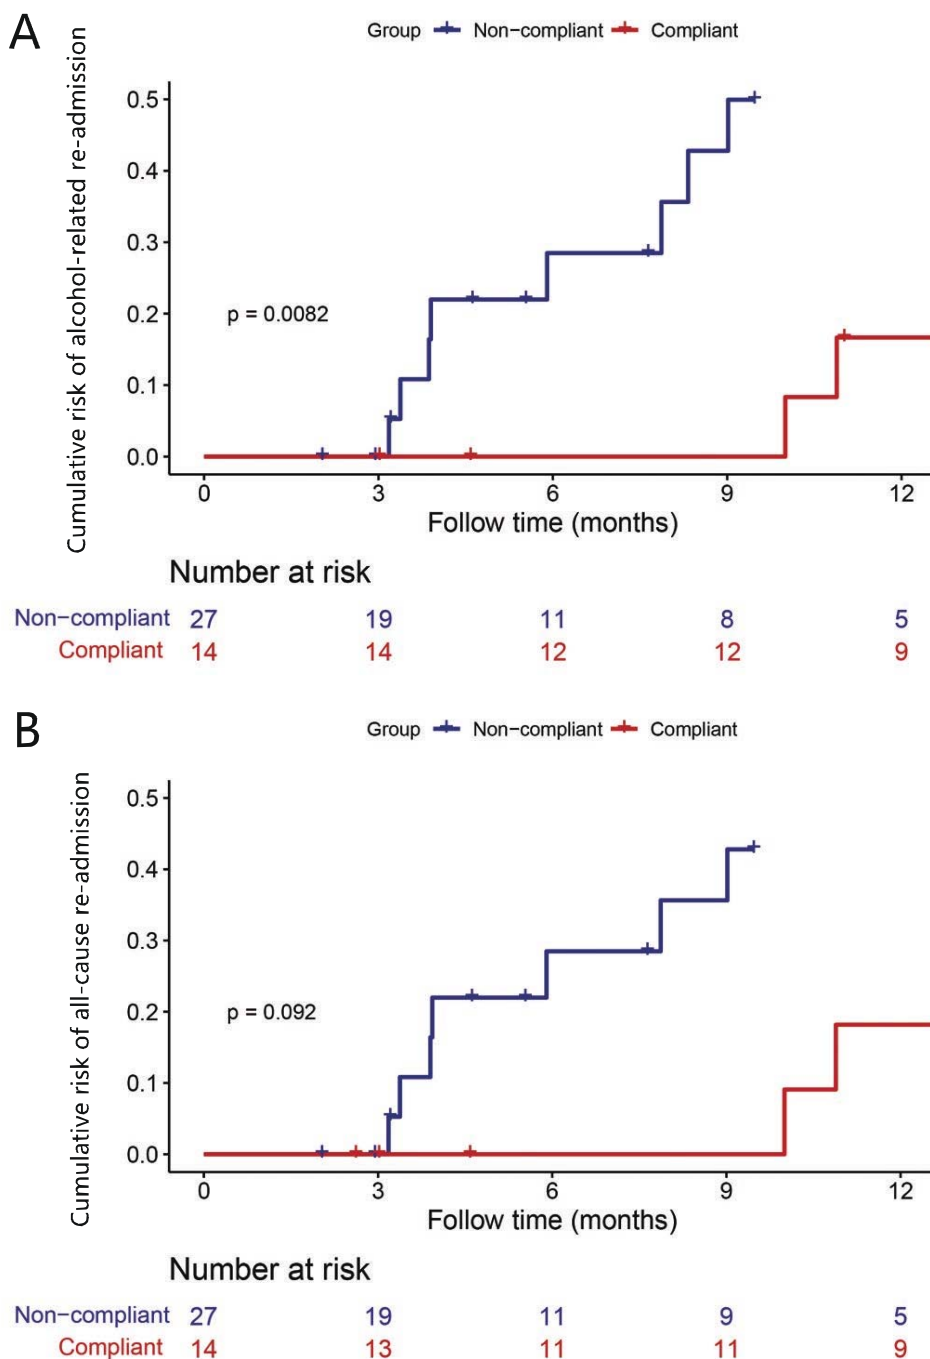 A
Group Non−compliant Compliant
Cumulative risk of alcohol-related re-admission
0.5
0.4
0.3
0.2
0.1
0.0
p = 0.0082
0 3 6 9 12
Follow time (months)
Number at risk
Non−compliant 27 19 11 8 5
Compliant 14 14 12 12 9
B
Group Non−compliant Compliant
Cumulative risk of all-cause re-admission
0.5
0.4
0.3
0.2
0.1
0.0
p = 0.092
0 3 6 9 12
Follow time (months)
Number at risk
Non−compliant 27 19 11 9 5
Compliant 14 13 11 11 9